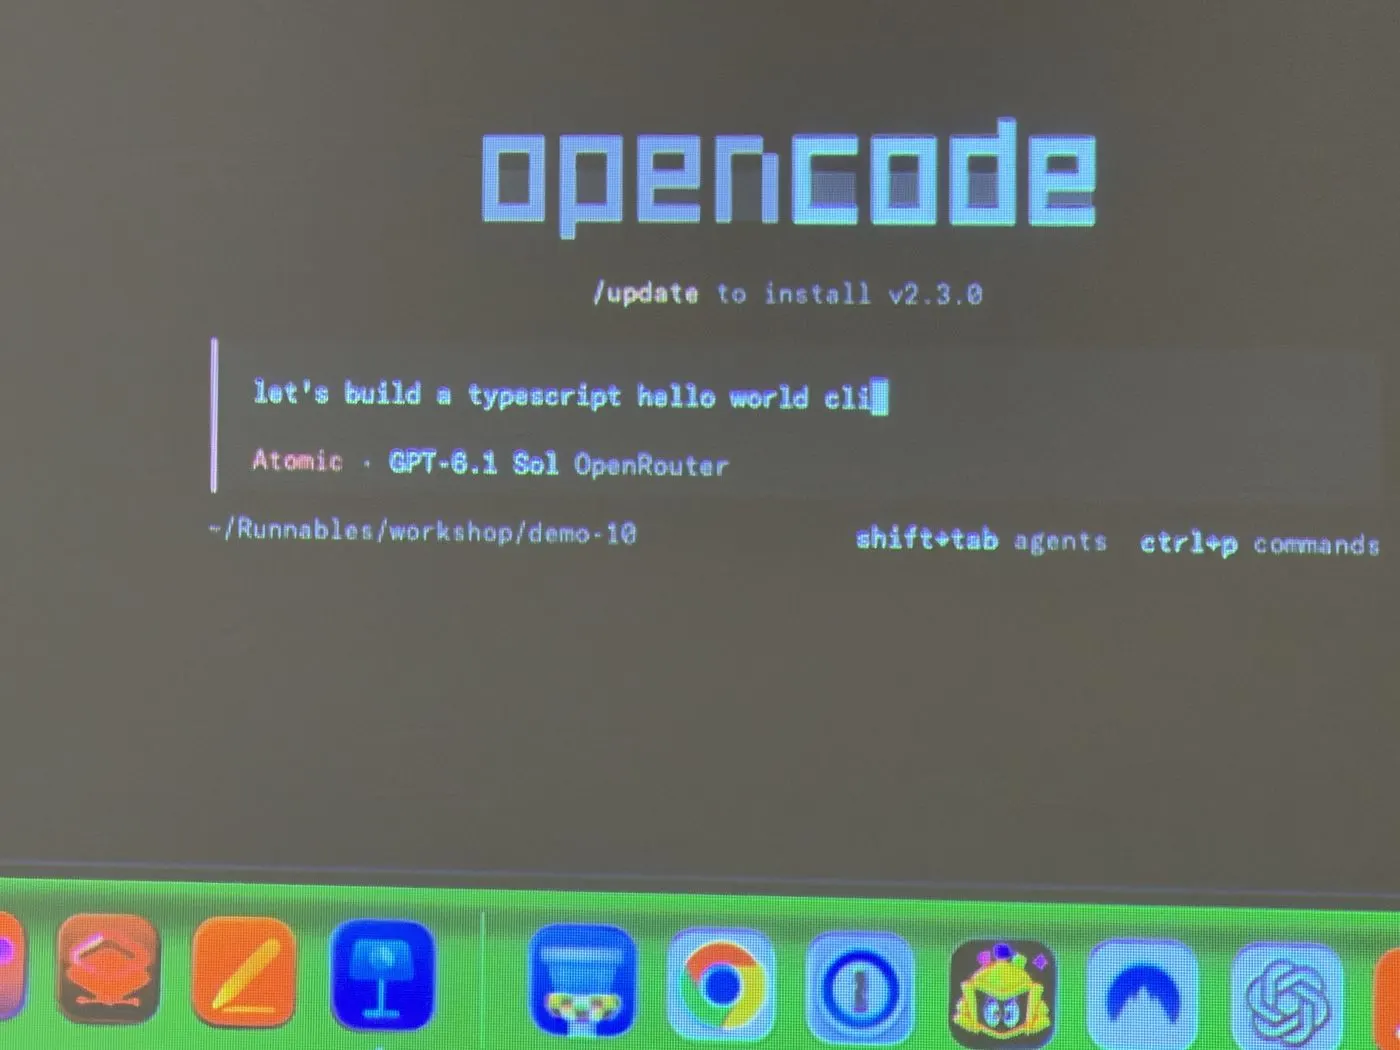 opencode
/update to install v2.3.0
let's build a typescript hello world cli
Atomic · GPT-6.1 Sol OpenRouter
~/Runnables/workshop/demo-10
shift+tab agents ctrl+p commands